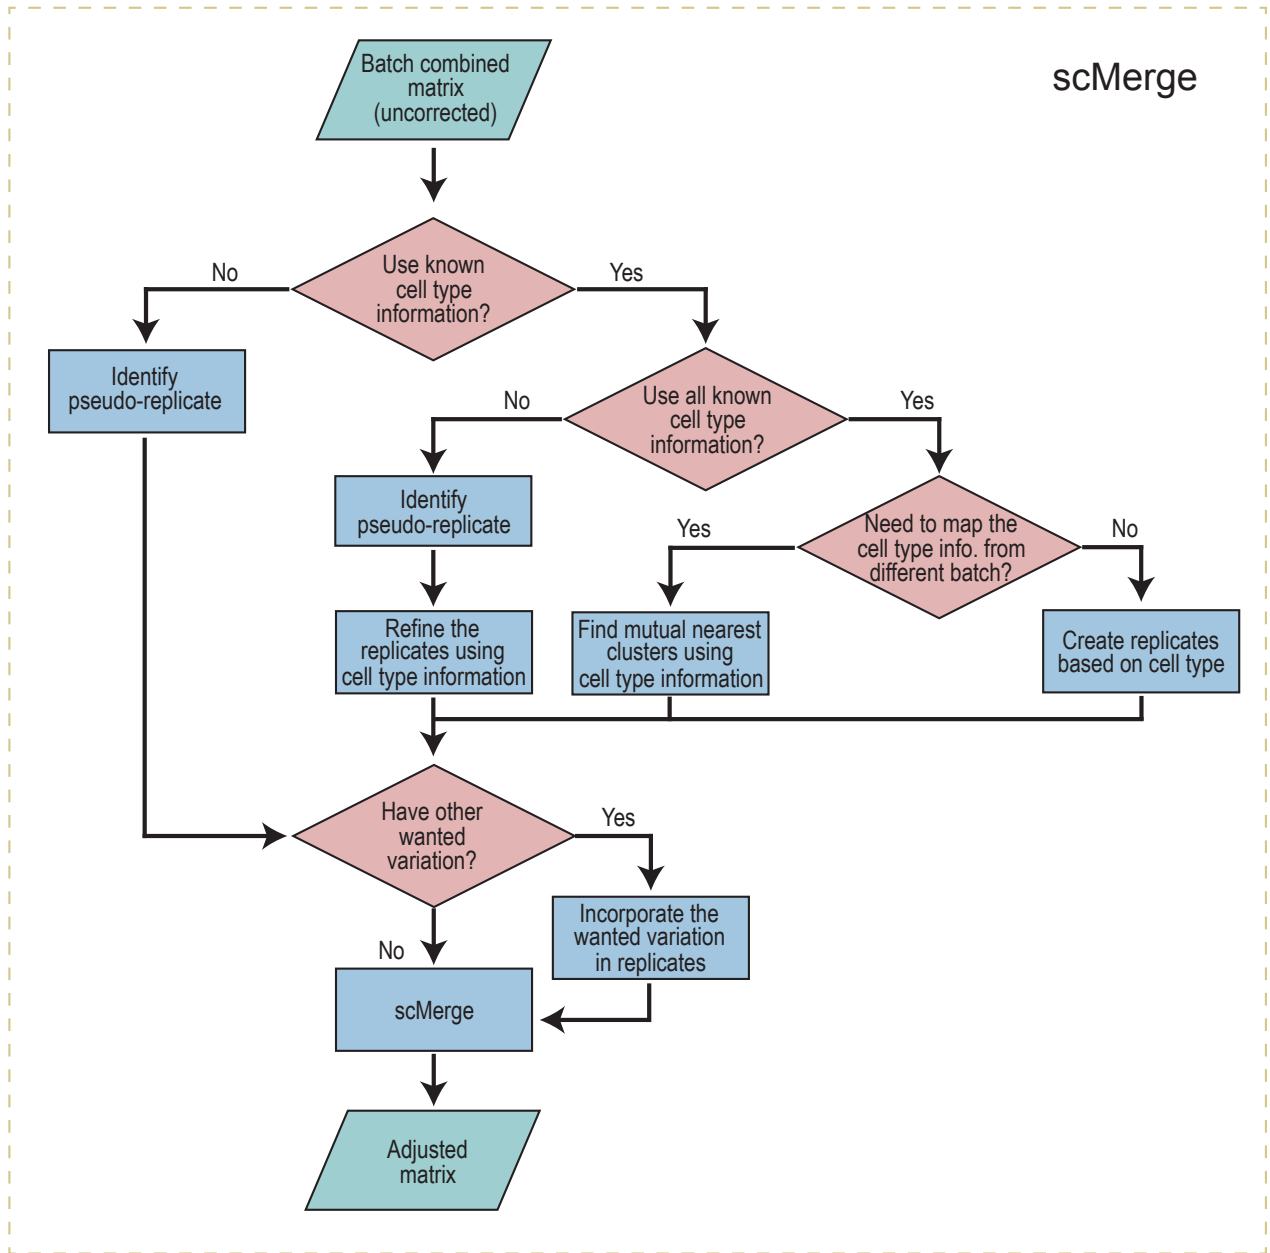 scMerge
Batch combined
matrix
(uncorrected)
Use known
cell type
information?
No
Yes
Identify
pseudo-replicate
Use all known
cell type
information?
No
Yes
Identify
pseudo-replicate
Need to map the
cell type info. from
different batch?
Yes
No
Refine the
replicates using
cell type information
Find mutual nearest
clusters using
cell type information
Create replicates
based on cell type
Have other
wanted
variation?
Yes
No
Incorporate the
wanted variation
in replicates
scMerge
Adjusted
matrix